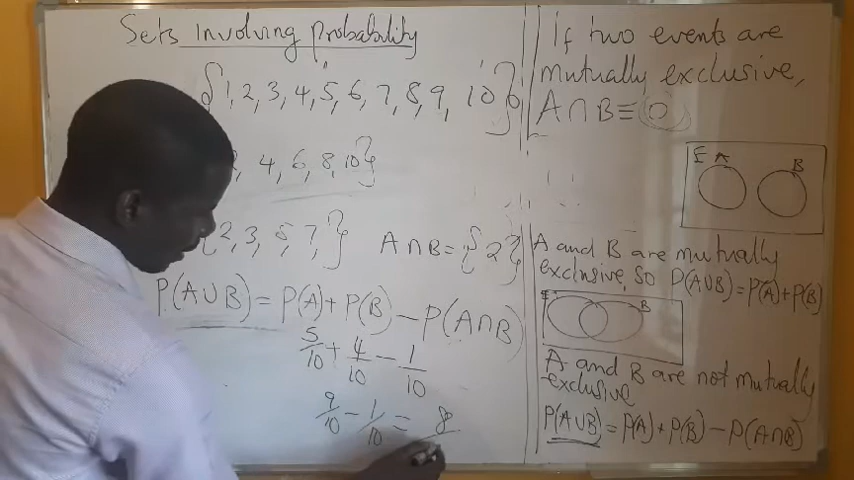 Sets Involving Probability
{1, 2, 3, 4, 5, 6, 7, 8, 9, 10}
4, 6, 8, 10}
{2, 3, 5, 7,} A∩B={2}
P(A∪B)=P(A)+P(B)-P(A∩B)
5/10 + 4/10 - 1/10
9/10 - 1/10 = 8
If two events are
mutually exclusive,
A∩B≡0
E A B
A and B are mutually
exclusive, so P(A∪B)=P(A)+P(B)
B
A and B are not mutually
-exclusive
P(A∪B)=P(A)+P(B)-P(A∩B)